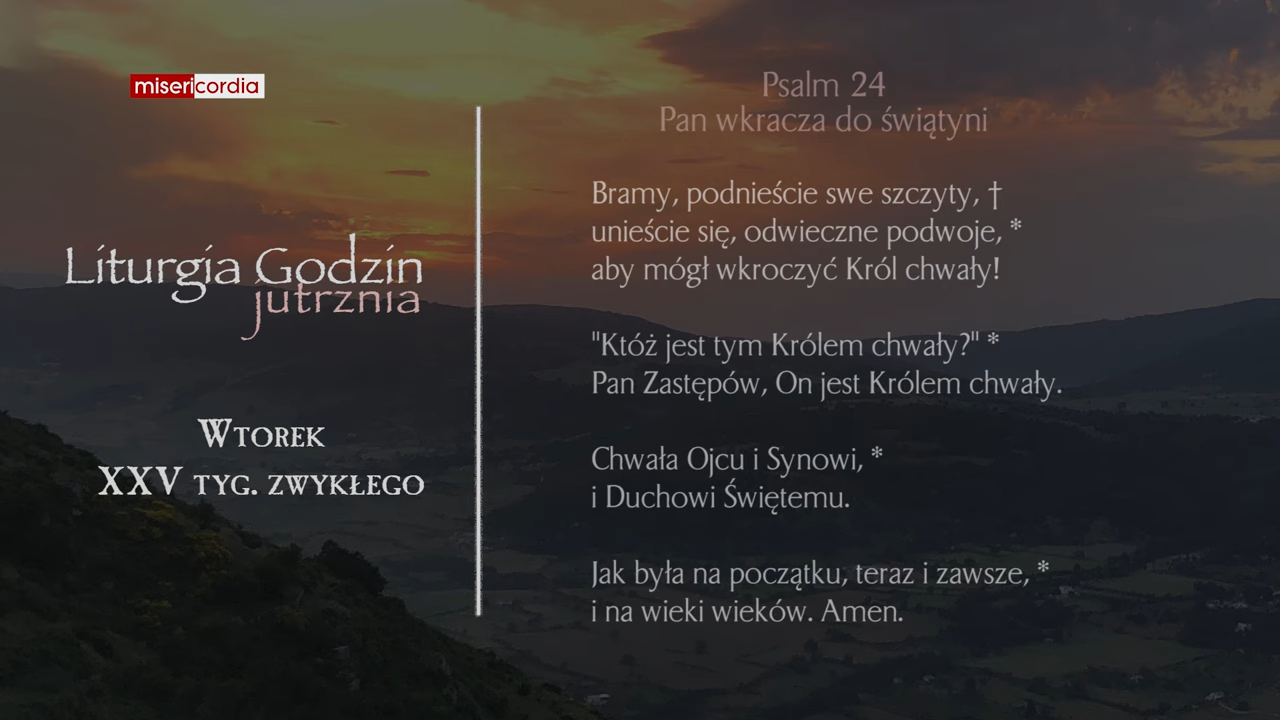 misericordia
Liturgia Godzin
jutrznia
Wtorek
XXV tyg. zwykłego
Psalm 24
Pan wkracza do świątyni
Bramy, podnieście swe szczyty, †
unieście się, odwieczne podwoje, *
aby mógł wkroczyć Król chwały!
"Któż jest tym Królem chwały?" *
Pan Zastępów, On jest Królem chwały.
Chwała Ojcu i Synowi, *
i Duchowi Świętemu.
Jak była na początku, teraz i zawsze, *
i na wieki wieków. Amen.